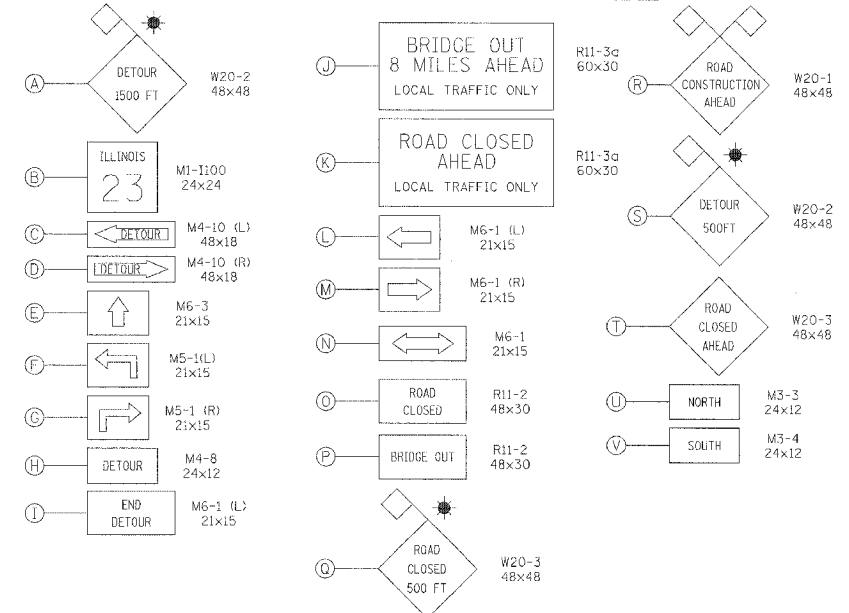 A
DETOUR
1500 FT
W20-2
48x48
B
ILLINOIS
23
M1-I100
24x24
C
DETOUR
M4-10 (L)
48x18
D
DETOUR
M4-10 (R)
48x18
E
M6-3
21x15
F
M5-1(L)
21x15
G
M5-1 (R)
21x15
H
DETOUR
M4-8
24x12
I
END
DETOUR
M6-1 (L)
21x15
J
BRIDGE OUT
8 MILES AHEAD
LOCAL TRAFFIC ONLY
R11-3a
60x30
K
ROAD CLOSED
AHEAD
LOCAL TRAFFIC ONLY
R11-3a
60x30
L
M6-1 (L)
21x15
M
M6-1 (R)
21x15
N
M6-1
21x15
O
ROAD
CLOSED
R11-2
48x30
P
BRIDGE OUT
R11-2
48x30
Q
ROAD
CLOSED
500 FT
W20-3
48x48
R
ROAD
CONSTRUCTION
AHEAD
W20-1
48x48
S
DETOUR
500FT
W20-2
48x48
T
ROAD
CLOSED
AHEAD
W20-3
48x48
U
NORTH
M3-3
24x12
V
SOUTH
M3-4
24x12